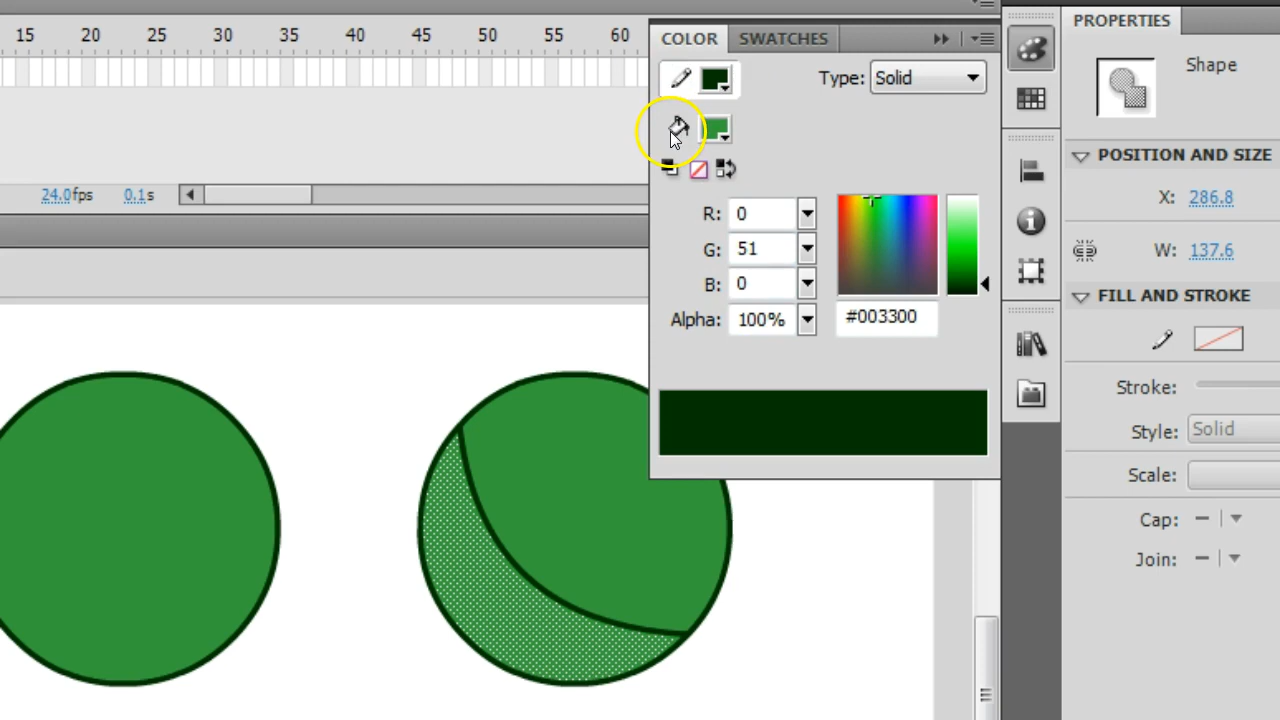 15 20 25 30 35 40 45 50 55 60
24.0fps 0.1s
COLOR SWATCHES
Type: Solid
R: 0
G: 51
B: 0
Alpha: 100% #003300
PROPERTIES
Shape
POSITION AND SIZE
X: 286.8
W: 137.6
FILL AND STROKE
Stroke:
Style: Solid
Scale:
Cap:
Join: